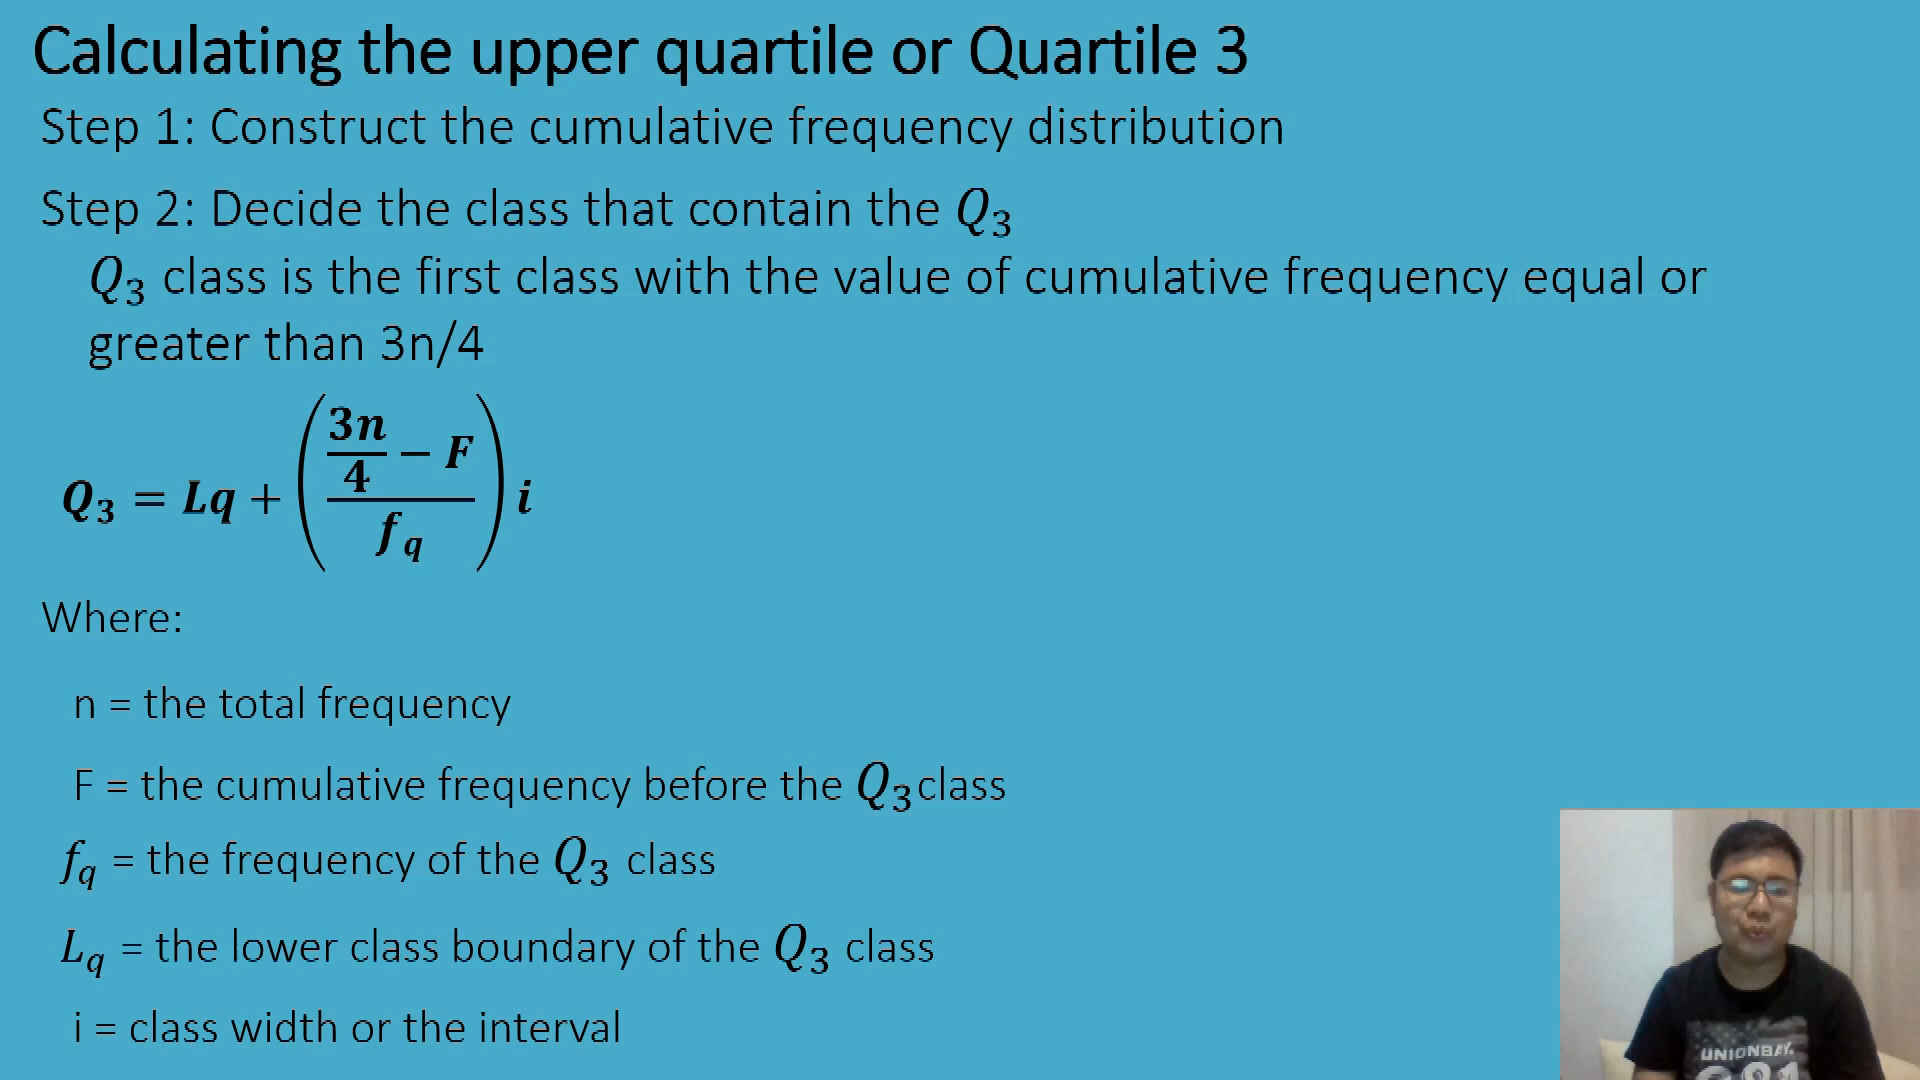 Calculating the upper quartile or Quartile 3
Step 1: Construct the cumulative frequency distribution
Step 2: Decide the class that contain the Q₃
Q₃ class is the first class with the value of cumulative frequency equal or
greater than 3n/4
Q₃ = Lq + ((3n/4 − F)/f_q) i
Where:
n = the total frequency
F = the cumulative frequency before the Q₃ class
f_q = the frequency of the Q₃ class
L_q = the lower class boundary of the Q₃ class
i = class width or the interval
UNIONBAY.